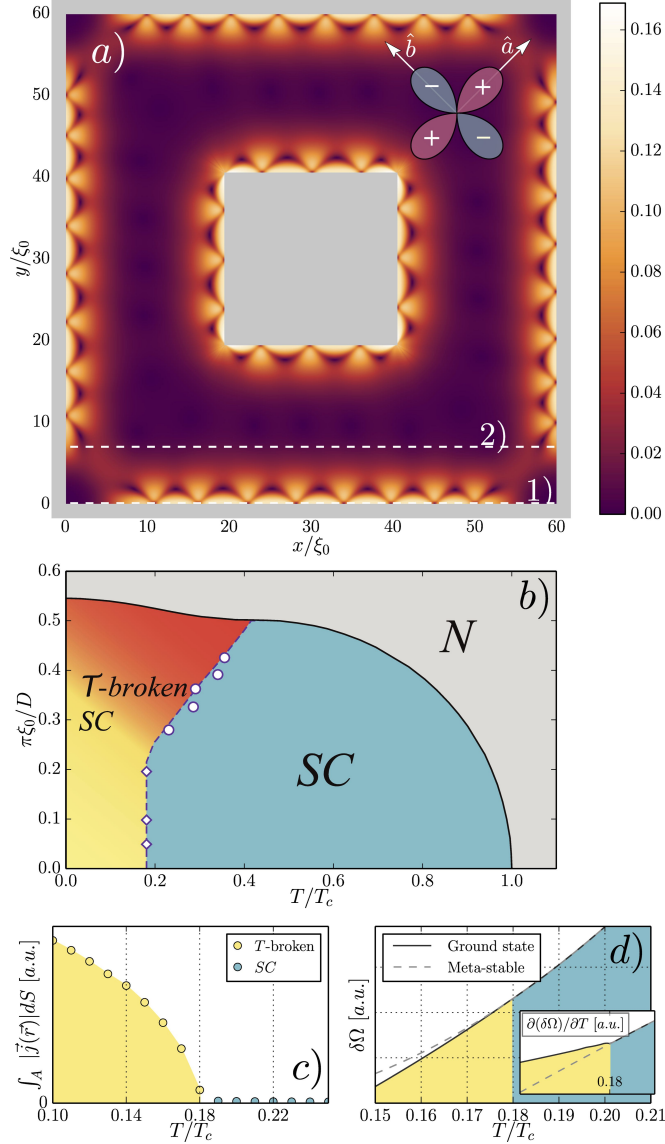 a)
b̂
â
−
+
+
−
60
50
40
30
20
10
0
y/ξ₀
2)
1)
0
10
20
30
40
50
60
x/ξ₀
0.16
0.14
0.12
0.10
0.08
0.06
0.04
0.02
0.00
b)
0.6
0.5
0.4
0.3
0.2
0.1
0.0
πξ₀/D
N
T-broken
SC
SC
0.0
0.2
0.4
0.6
0.8
1.0
T/T_c
∫_A |j⃗(r⃗)|dS [a.u.]
0
T-broken
SC
c)
0.10
0.14
0.18
0.22
T/T_c
δΩ [a.u.]
Ground state
Meta-stable
d)
∂(δΩ)/∂T [a.u.]
0.18
0.15
0.16
0.17
0.18
0.19
0.20
0.21
T/T_c